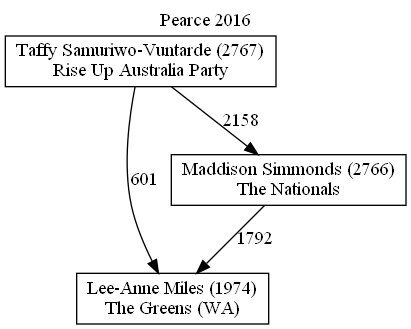 Pearce 2016
Taffy Samuriwo-Vuntarde (2767)
Rise Up Australia Party
2158
Maddison Simmonds (2766)
The Nationals
601
1792
Lee-Anne Miles (1974)
The Greens (WA)